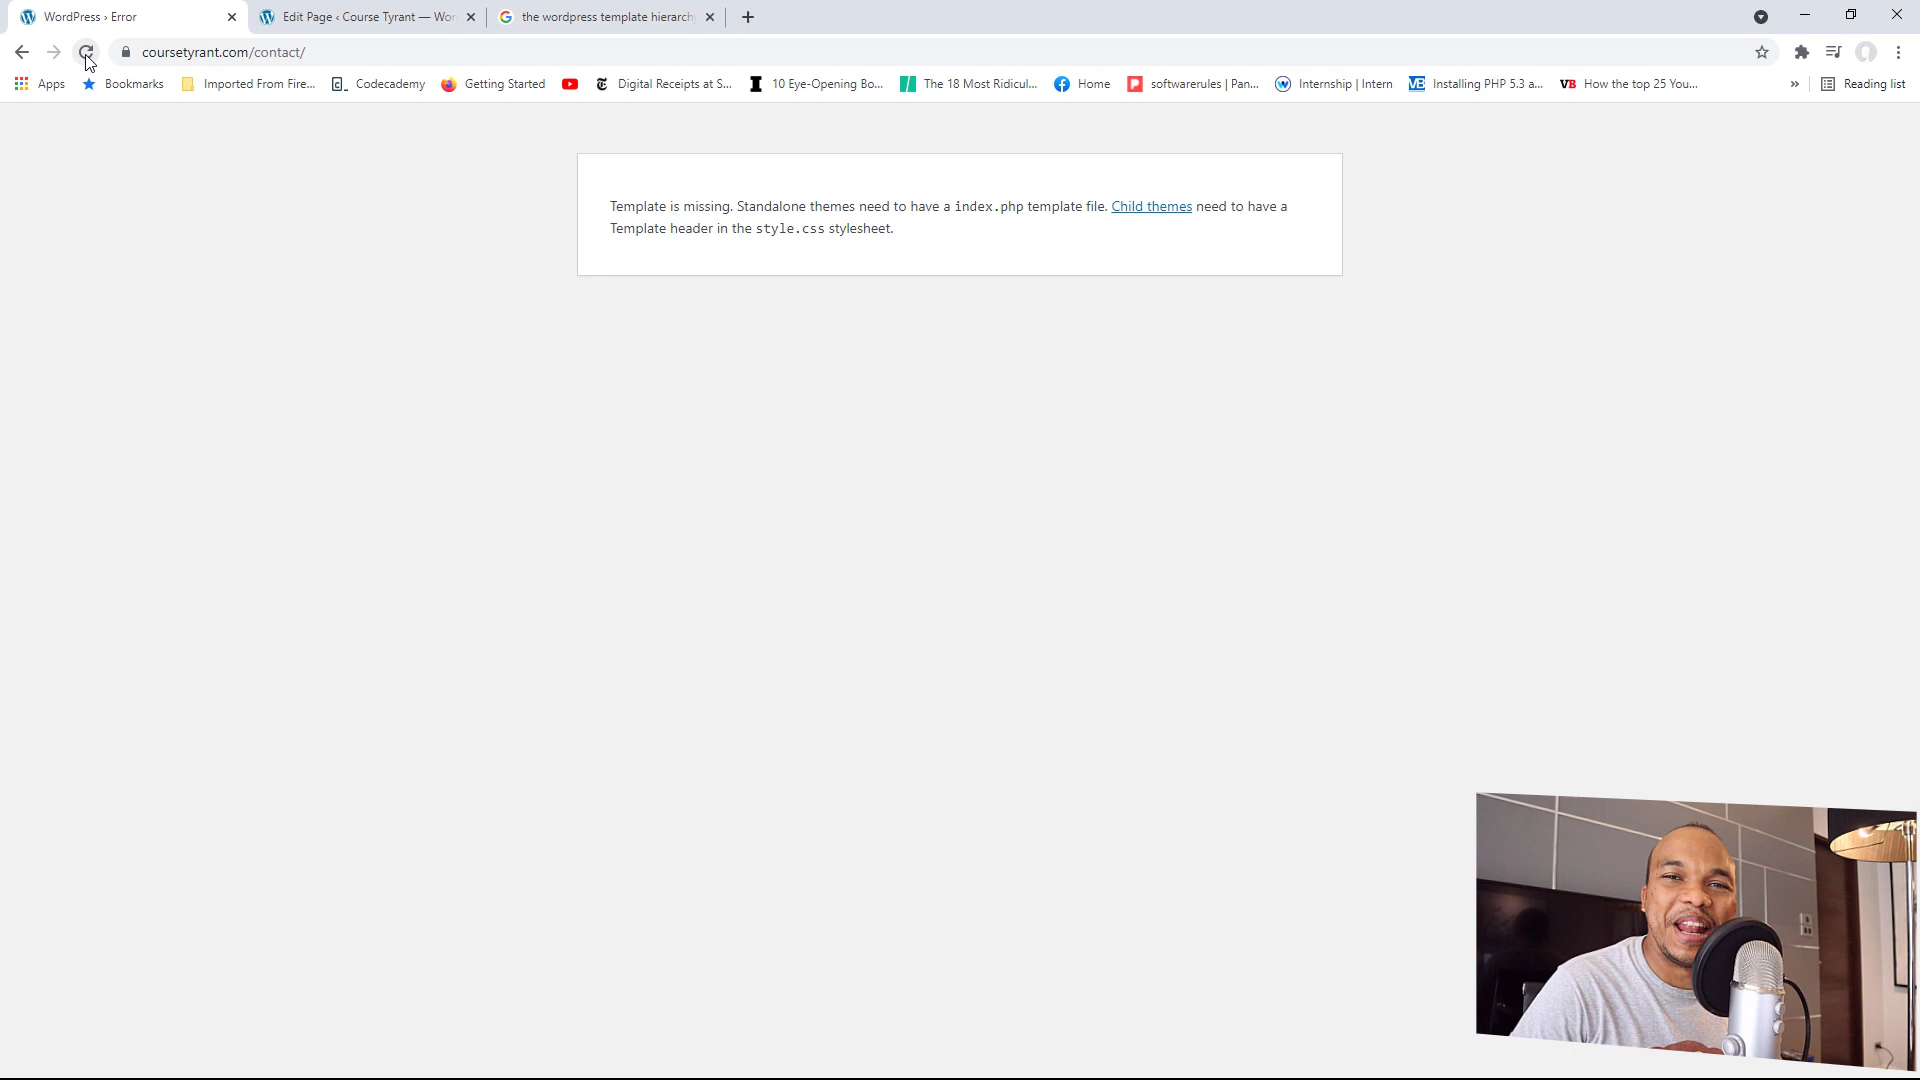 WordPress › Error
Edit Page ‹ Course Tyrant — Wor
the wordpress template hierarch
coursetyrant.com/contact/
Apps
Bookmarks
Imported From Fire...
Codecademy
Getting Started
Digital Receipts at S...
10 Eye-Opening Bo...
The 18 Most Ridicul...
Home
softwarerules | Pan...
Internship | Intern
Installing PHP 5.3 a...
VB How the top 25 You...
»
Reading list
Template is missing. Standalone themes need to have a index.php template file. Child themes need to have a
Template header in the style.css stylesheet.